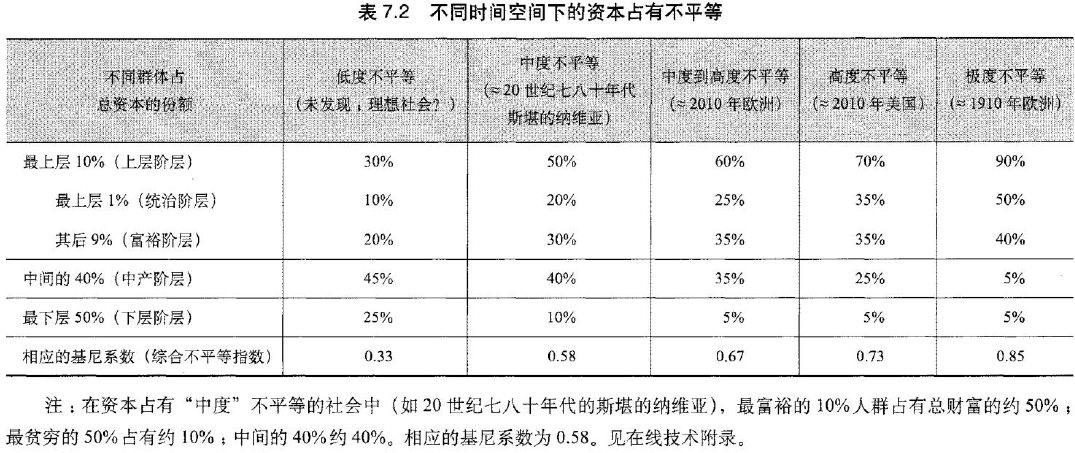 表 7.2 不同时间空间下的资本占有不平等
不同群体占总资本的份额 低度不平等（未发现；理想社会？） 中度不平等（≈20 世纪七八十年代斯堪的纳维亚） 中度到高度不平等（≈2010 年欧洲） 高度不平等（≈2010 年美国） 极度不平等（≈1910 年欧洲）
最上层 10%（上层阶层） 30% 50% 60% 70% 90%
最上层 1%（统治阶层） 10% 20% 25% 35% 50%
其后 9%（富裕阶层） 20% 30% 35% 35% 40%
中间的 40%（中产阶层） 45% 40% 35% 25% 5%
最下层 50%（下层阶层） 25% 10% 5% 5% 5%
相应的基尼系数（综合不平等指数） 0.33 0.58 0.67 0.73 0.85
注：在资本占有“中度”不平等的社会中（如 20 世纪七八十年代的斯堪的纳维亚），最富裕的 10% 人群占有总财富的约 50%；
最贫穷的 50% 占有约 10%；中间的 40% 约 40%。相应的基尼系数为 0.58。见在线技术附录。